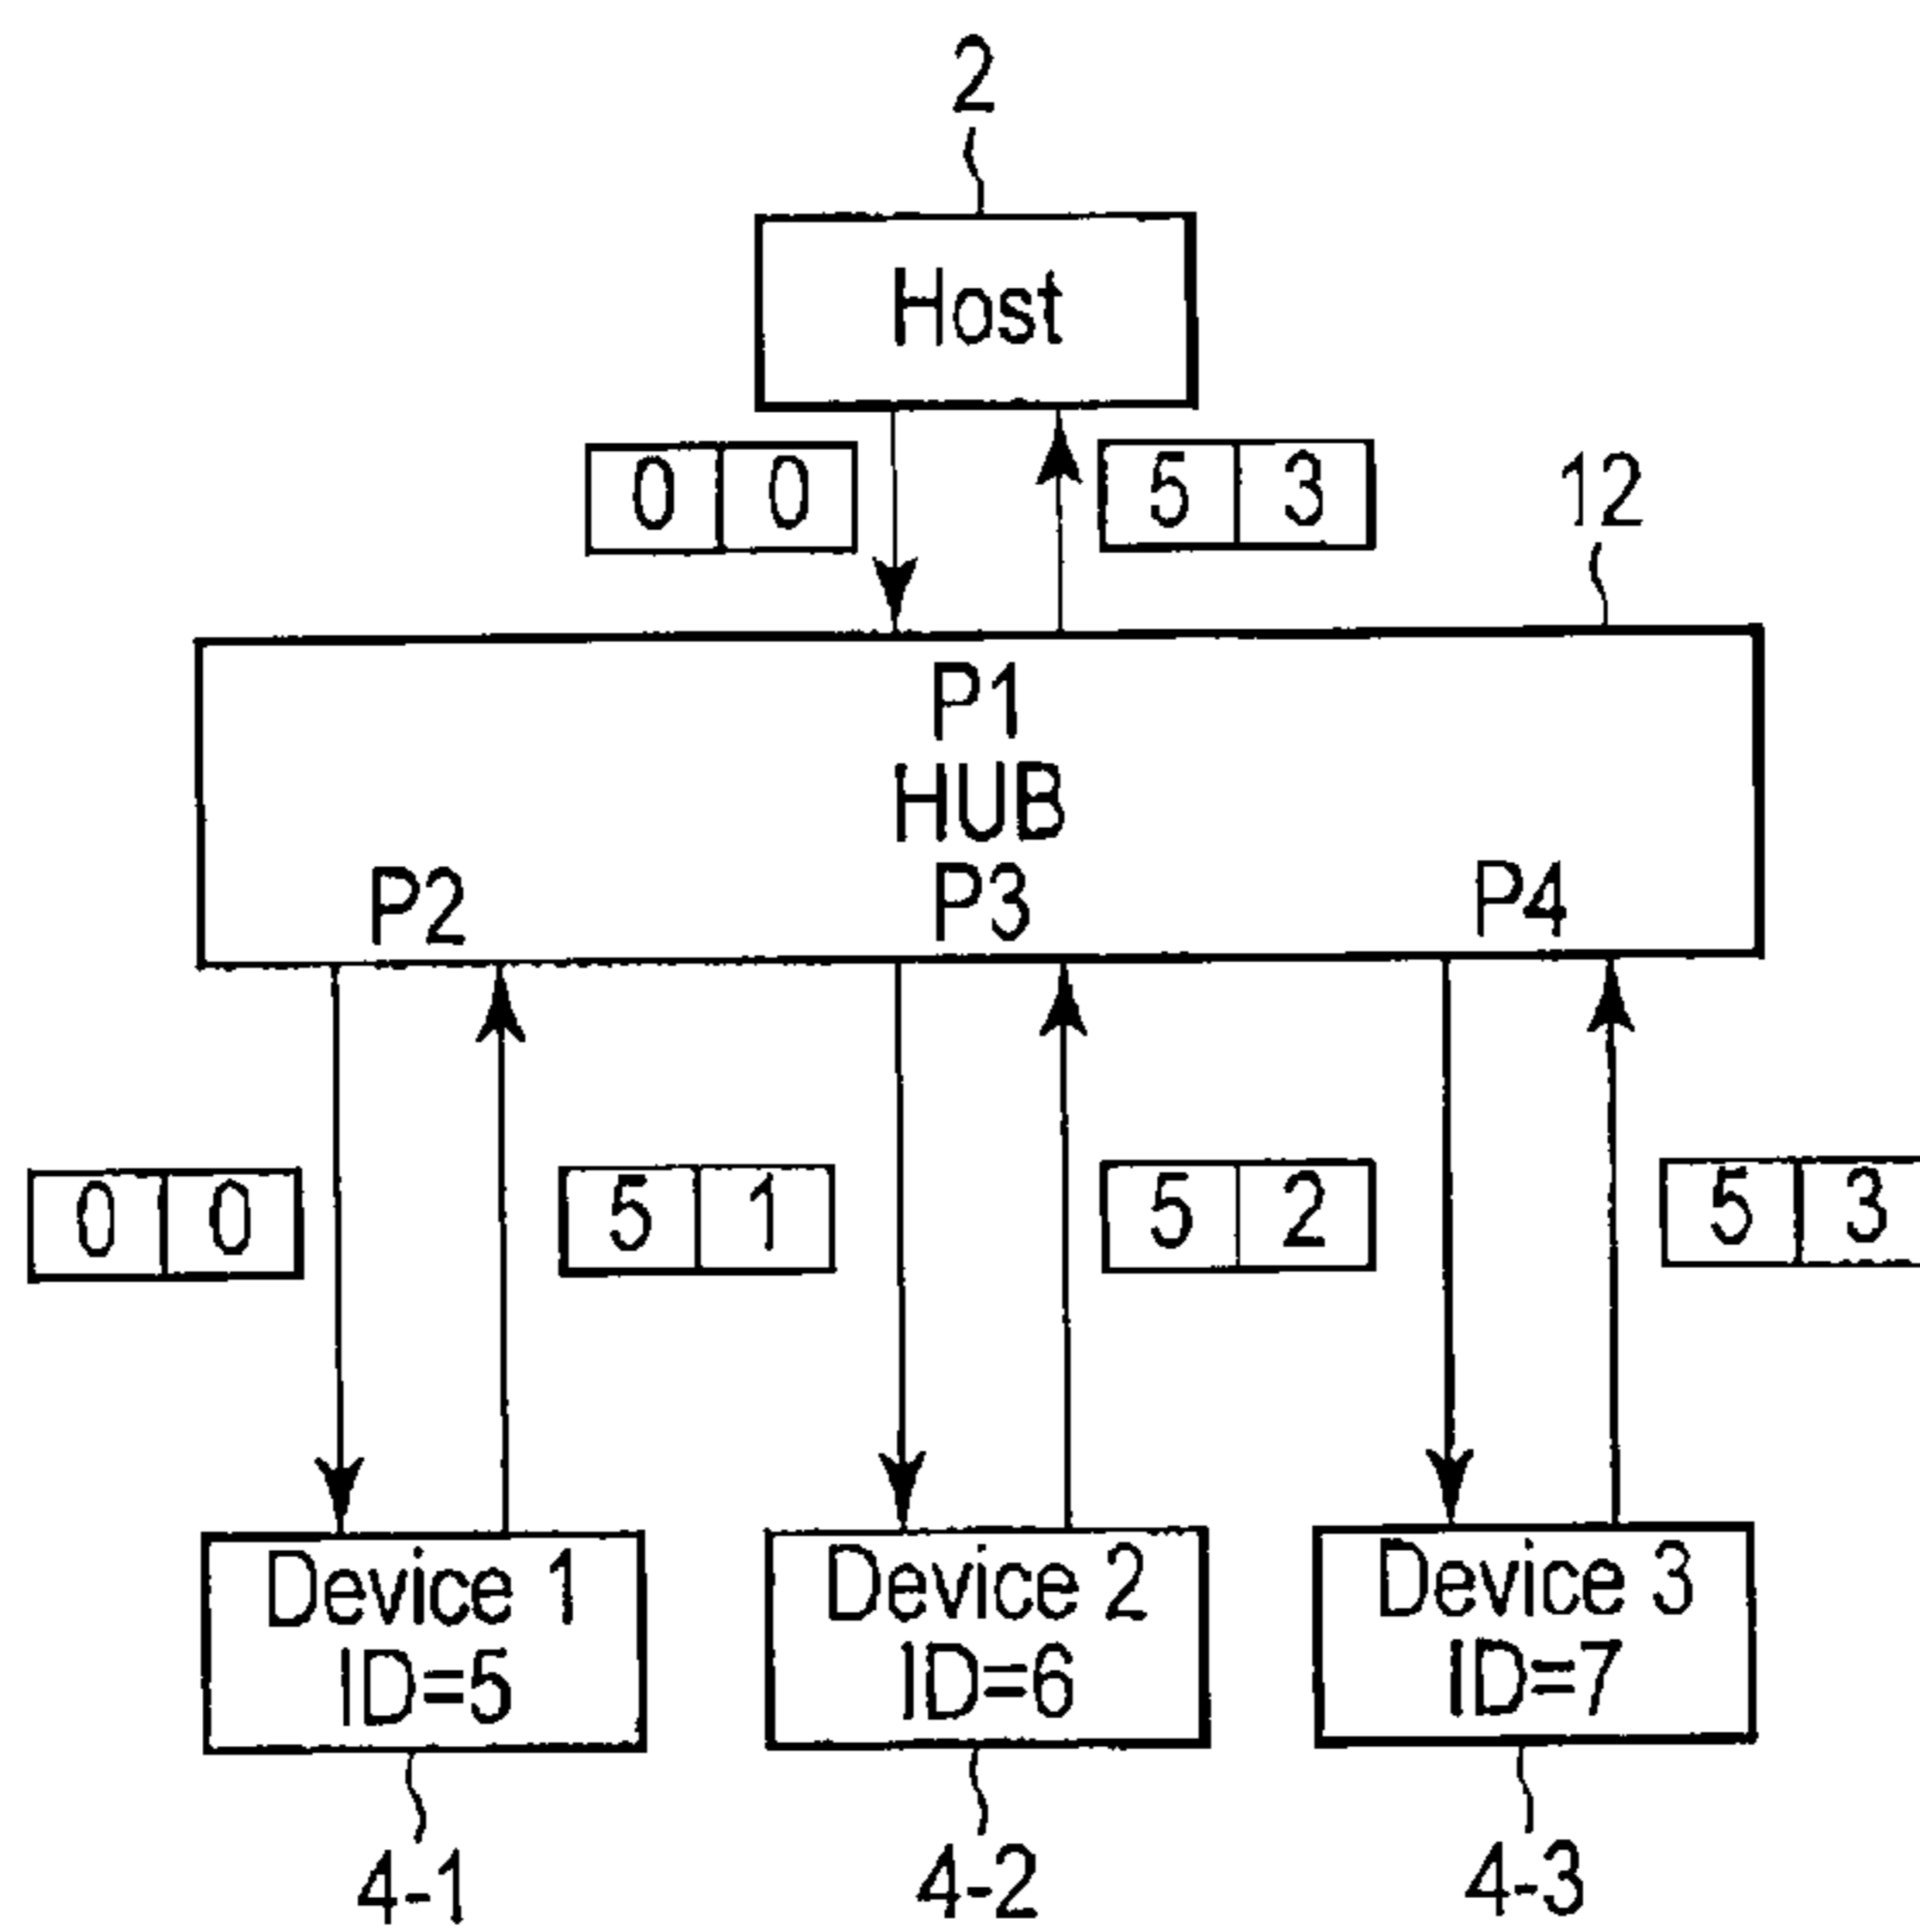 2
Host
0 0
5 3
12
P1
HUB
P2
P3
P4
0 0
5 1
5 2
5 3
Device 1
ID=5
Device 2
ID=6
Device 3
ID=7
4-1
4-2
4-3